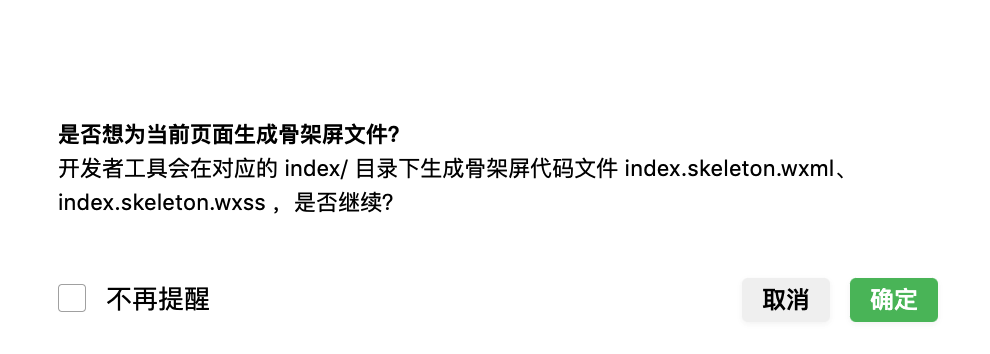 是否想为当前页面生成骨架屏文件?
开发者工具会在对应的 index/ 目录下生成骨架屏代码文件 index.skeleton.wxml、
index.skeleton.wxss ，是否继续?
不再提醒
取消
确定